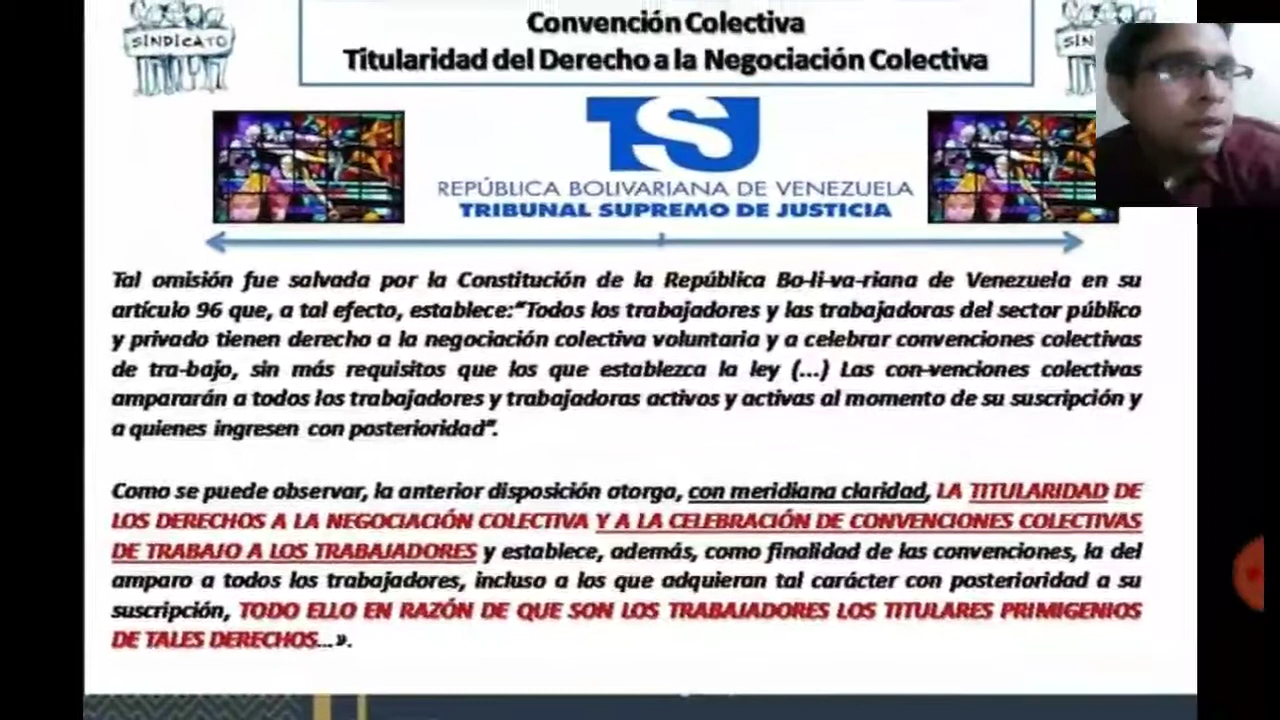 SINDICATO
Convención Colectiva
Titularidad del Derecho a la Negociación Colectiva
SIN
TSJ
REPÚBLICA BOLIVARIANA DE VENEZUELA
TRIBUNAL SUPREMO DE JUSTICIA
Tal omisión fue salvada por la Constitución de la República Bo-li-va-riana de Venezuela en su
artículo 96 que, a tal efecto, establece:“Todos los trabajadores y las trabajadoras del sector público
y privado tienen derecho a la negociación colectiva voluntaria y a celebrar convenciones colectivas
de tra-bajo, sin más requisitos que los que establezca la ley (...) Las con-venciones colectivas
ampararán a todos los trabajadores y trabajadoras activos y activas al momento de su suscripción y
a quienes ingresen con posterioridad”.
Como se puede observar, la anterior disposición otorga, con meridiana claridad, LA TITULARIDAD DE
LOS DERECHOS A LA NEGOCIACIÓN COLECTIVA Y A LA CELEBRACIÓN DE CONVENCIONES COLECTIVAS
DE TRABAJO A LOS TRABAJADORES y establece, además, como finalidad de las convenciones, la del
amparo a todos los trabajadores, incluso a los que adquieran tal carácter con posterioridad a su
suscripción, TODO ELLO EN RAZÓN DE QUE SON LOS TRABAJADORES LOS TITULARES PRIMIGENIOS
DE TALES DERECHOS...».